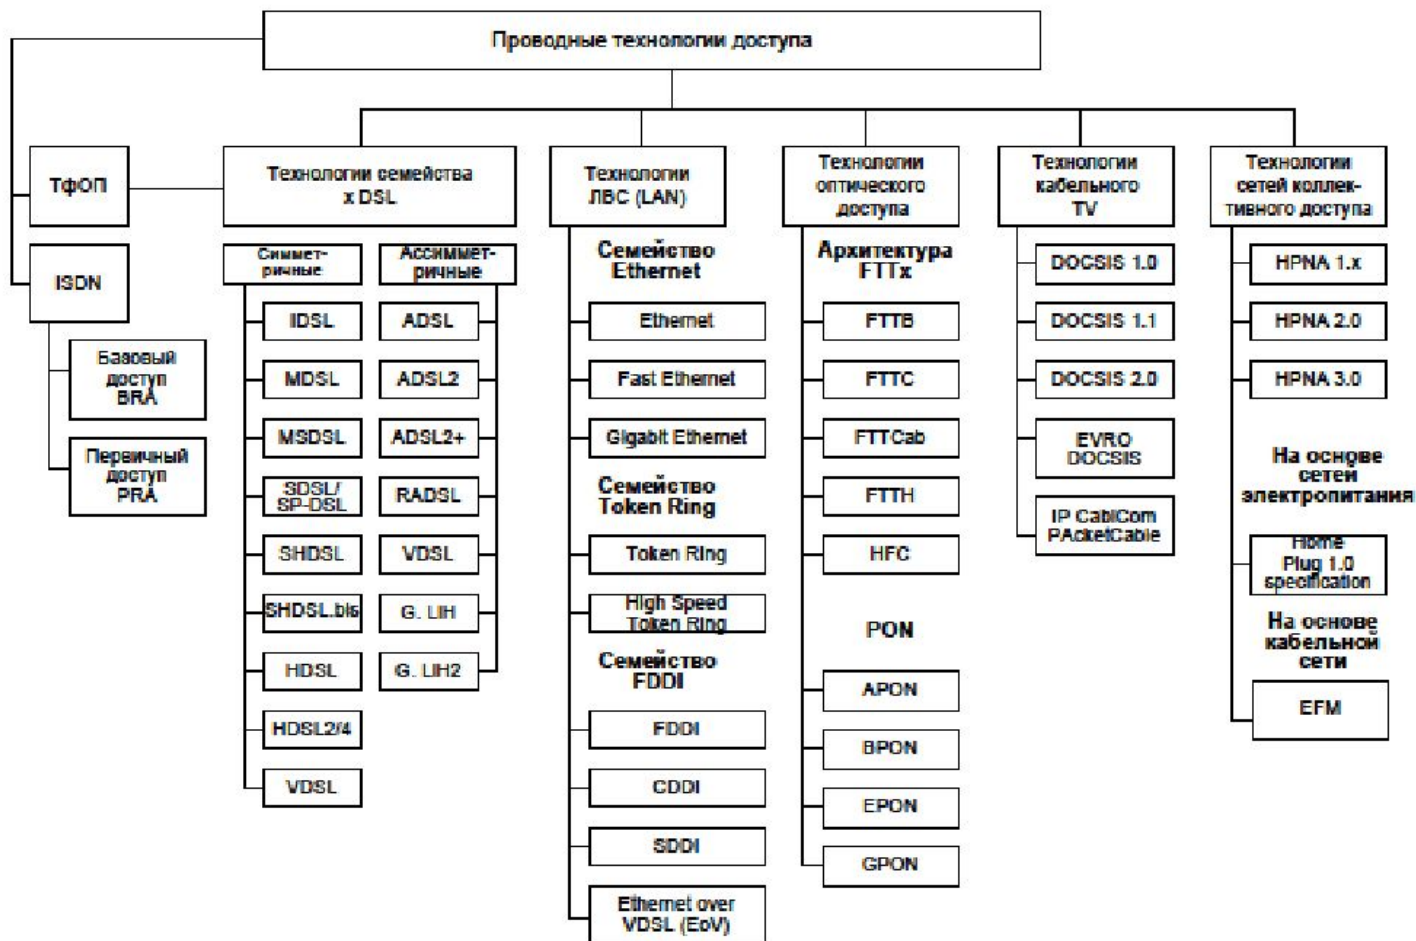 Проводные технологии доступа
ТфОП
ISDN
Базовый
доступ
BRA
Первичный
доступ
PRA
Технологии семейства
x DSL
Симмет-
ричные
IDSL
MDSL
MSDSL
SDSL/
SP-DSL
SHDSL
SHDSL.bis
HDSL
HDSL2/4
VDSL
Ассиммет-
ричные
ADSL
ADSL2
ADSL2+
RADSL
VDSL
G. LIH
G. LIH2
Технологии
ЛВС (LAN)
Семейство
Ethernet
Ethernet
Fast Ethernet
Gigabit Ethernet
Семейство
Token Ring
Token Ring
High Speed
Token Ring
Семейство
FDDI
FDDI
CDDI
SDDI
Ethernet over
VDSL (EoV)
Технологии
оптического
доступа
Архитектура
FTTx
FTTB
FTTC
FTTCab
FTTH
HFC
PON
APON
BPON
EPON
GPON
Технологии
кабельного
TV
DOCSIS 1.0
DOCSIS 1.1
DOCSIS 2.0
EVRO
DOCSIS
IP CablCom
PAcketCable
Технологии
сетей коллек-
тивного доступа
HPNA 1.x
HPNA 2.0
HPNA 3.0
На основе
сетей
электропитания
Home
Plug 1.0
specification
На основе
кабельной
сети
EFM